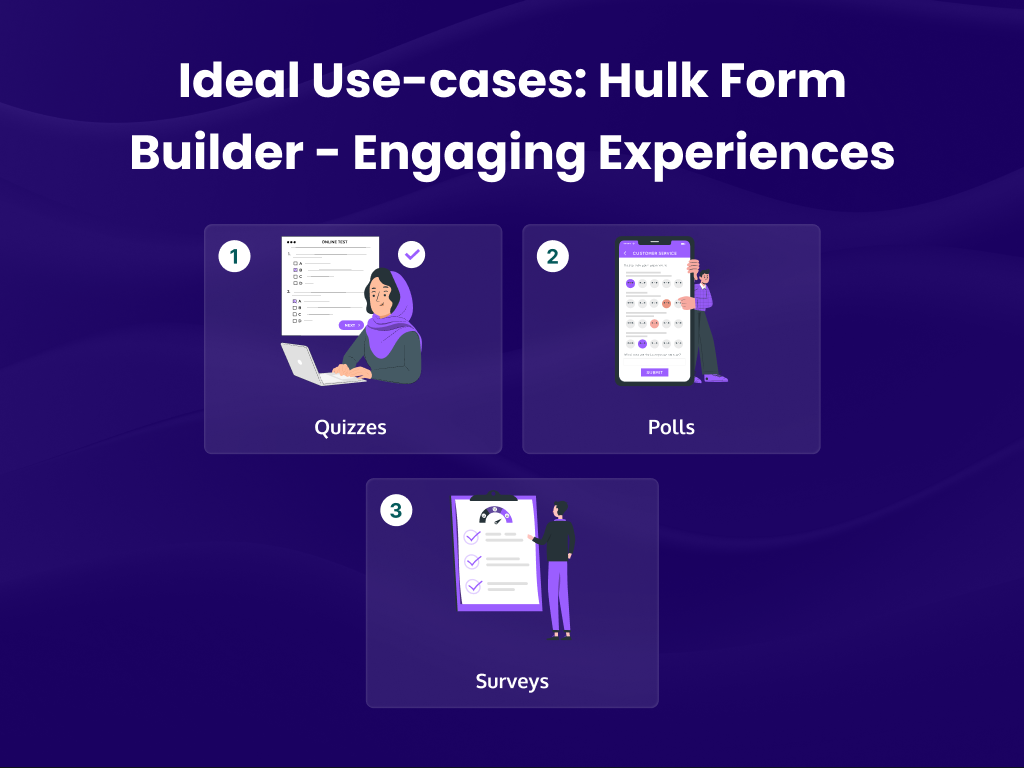 Ideal Use-cases: Hulk Form
Builder - Engaging Experiences
1
ONLINE TEST
1.
A
B
C
D
2.
A
B
C
D
NEXT
Quizzes
2
CUSTOMER SERVICE
SUBMIT
Polls
3
Surveys